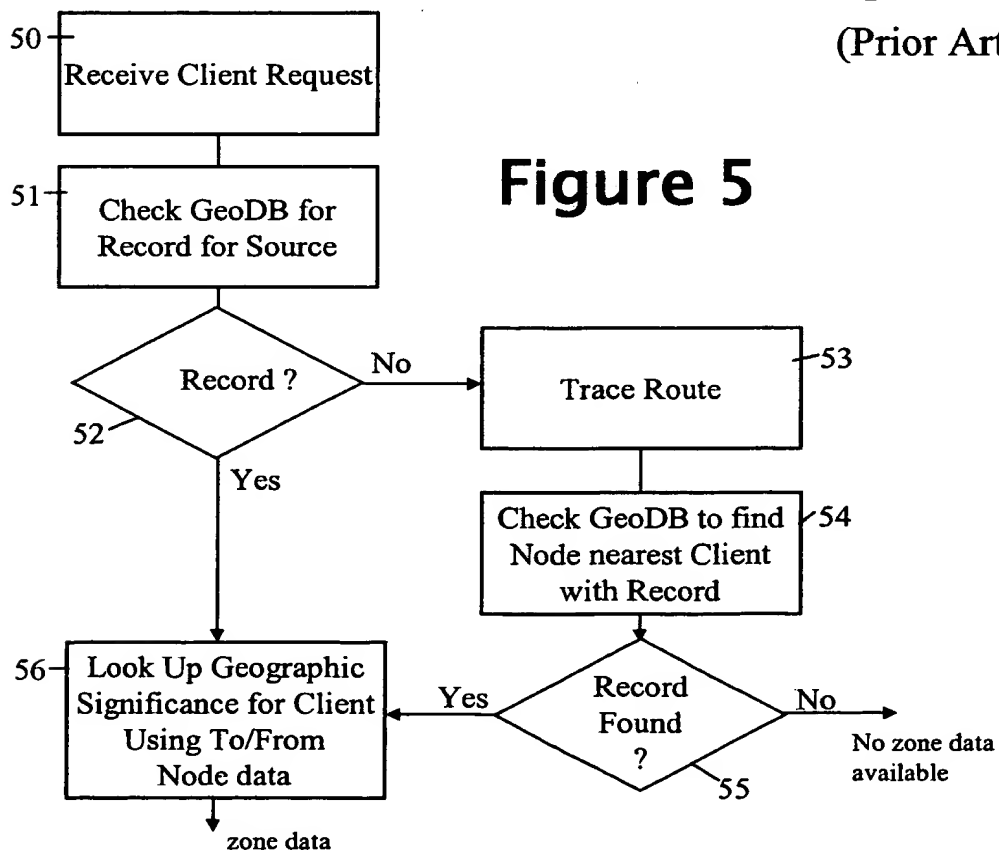 50
Receive Client Request
(Prior Art
Figure 5
51
Check GeoDB for
Record for Source
Record ?
No
52
Yes
53
Trace Route
Check GeoDB to find
Node nearest Client
with Record
54
56
Look Up Geographic
Significance for Client
Using To/From
Node data
Yes
Record
Found
?
No
55
No zone data
available
zone data